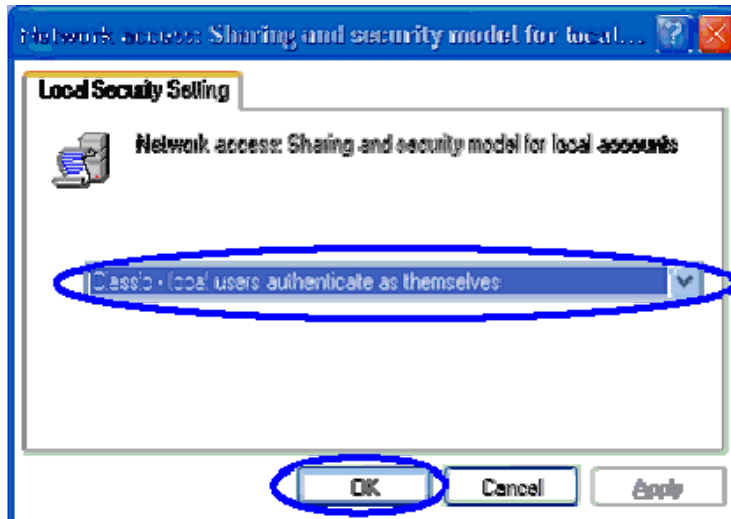 Network access: Sharing and security model for local...
Local Security Setting
Network access: Sharing and security model for local accounts
Classic - local users authenticate as themselves
OK
Cancel
Apply